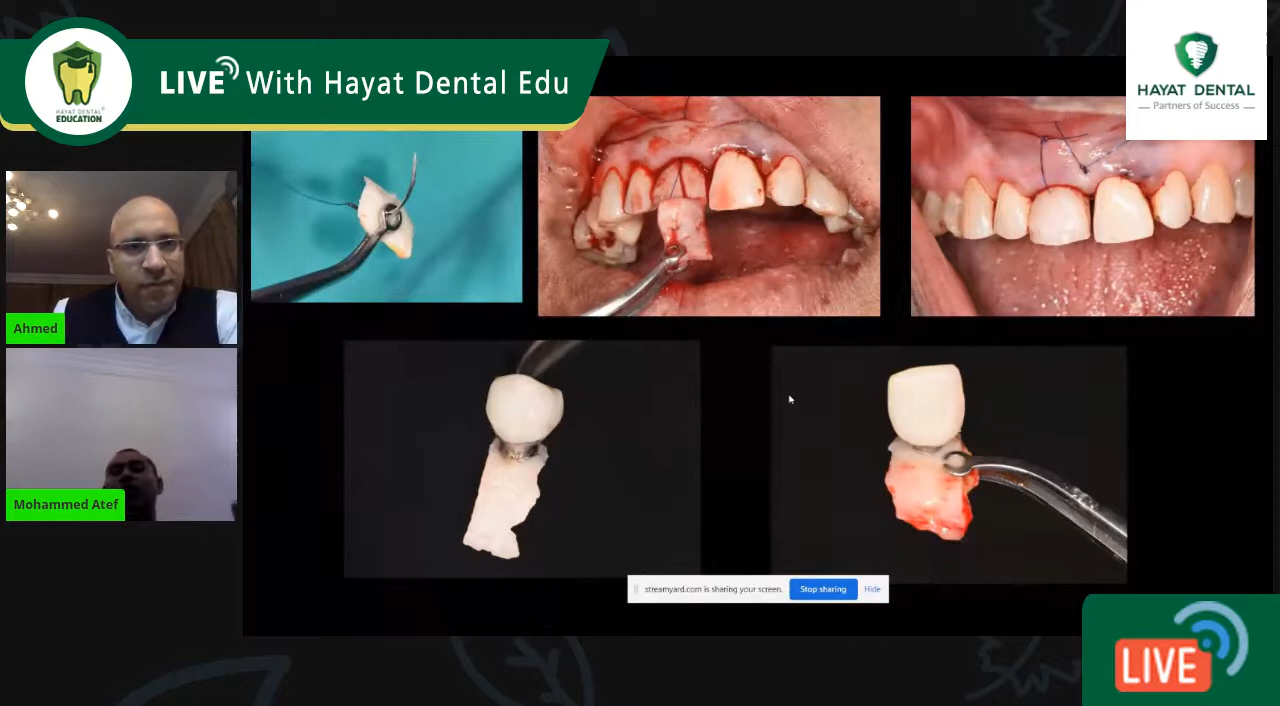 HAYAT DENTAL
EDUCATION
LIVE With Hayat Dental Edu
HAYAT DENTAL
Partners of Success
Ahmed
Mohammed Atef
streamyard.com is sharing your screen.
Stop sharing
Hide
LIVE